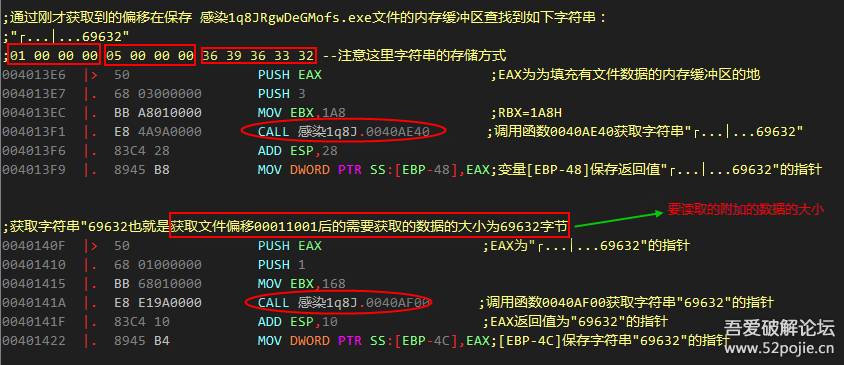 ;通过刚才获取到的偏移在保存 感染1q8JRgwDeGMofs.exe文件的内存缓冲区查找到如下字符串：
;"┌...│...69632"
;01 00 00 00 05 00 00 00 36 39 36 33 32 --注意这里字符串的存储方式
004013E6 |> 50 PUSH EAX ;EAX为为填充有文件数据的内存缓冲区的地
004013E7 |. 68 03000000 PUSH 3
004013EC |. BB A8010000 MOV EBX,1A8 ;RBX=1A8H
004013F1 |. E8 4A9A0000 CALL 感染1q8J.0040AE40 ;调用函数0040AE40获取字符串"┌...│...69632"
004013F6 |. 83C4 28 ADD ESP,28
004013F9 |. 8945 B8 MOV DWORD PTR SS:[EBP-48],EAX;变量[EBP-48]保存返回值"┌...│...69632"的指针
要读取的附加的数据的大小
;获取字符串"69632也就是获取文件偏移00011001后的需要获取的数据的大小为69632字节
0040140F |> 50 PUSH EAX ;EAX为"┌...│...69632"的指针
00401410 |. 68 01000000 PUSH 1
00401415 |. BB 68010000 MOV EBX,168
0040141A |. E8 E19A0000 CALL 感染1q8J.0040AF00 ;调用函数0040AF00获取字符串"69632"的指针
0040141F |. 83C4 10 ADD ESP,10 ;EAX返回值为"69632"的指针
00401422 |. 8945 B4 MOV DWORD PTR SS:[EBP-4C],EAX;[EBP-4C]保存字符串"69632"的指针
吾爱破解论坛
www.52pojie.cn